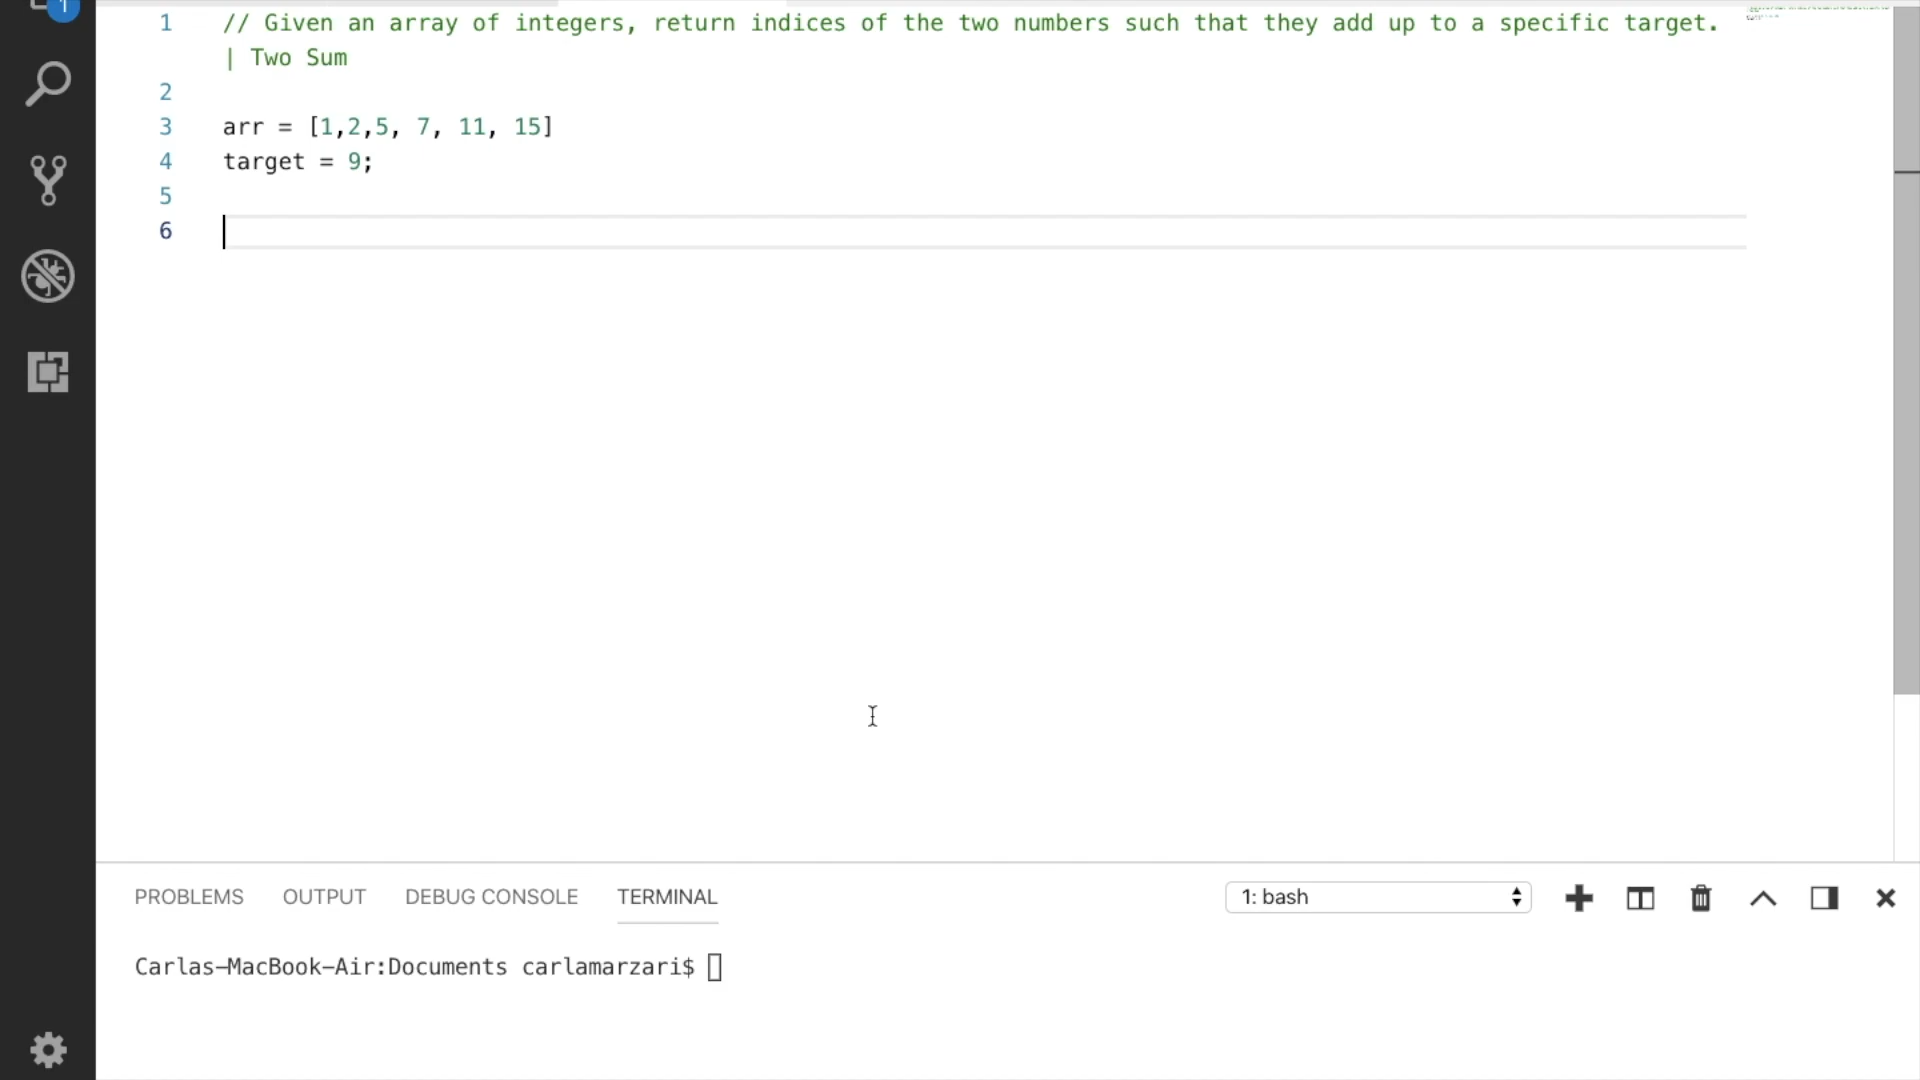 1
1 // Given an array of integers, return indices of the two numbers such that they add up to a specific target.
| Two Sum
2
3 arr = [1,2,5, 7, 11, 15]
4 target = 9;
5
6
PROBLEMS OUTPUT DEBUG CONSOLE TERMINAL 1: bash
Carlas-MacBook-Air:Documents carlamarzari$